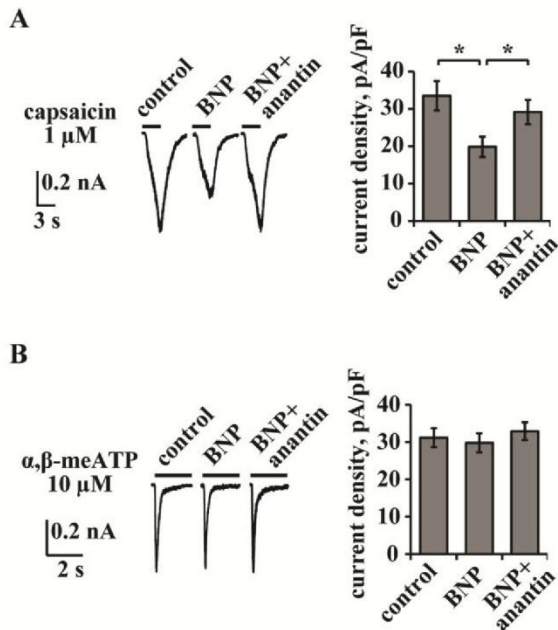 A
control
BNP
BNP+
anantin
capsaicin
1 μM
0.2 nA
3 s
current density, pA/pF
40
30
20
10
0
*
*
control
BNP
BNP+
anantin
B
control
BNP
BNP+
anantin
α,β-meATP
10 μM
0.2 nA
2 s
current density, pA/pF
40
30
20
10
0
control
BNP
BNP+
anantin